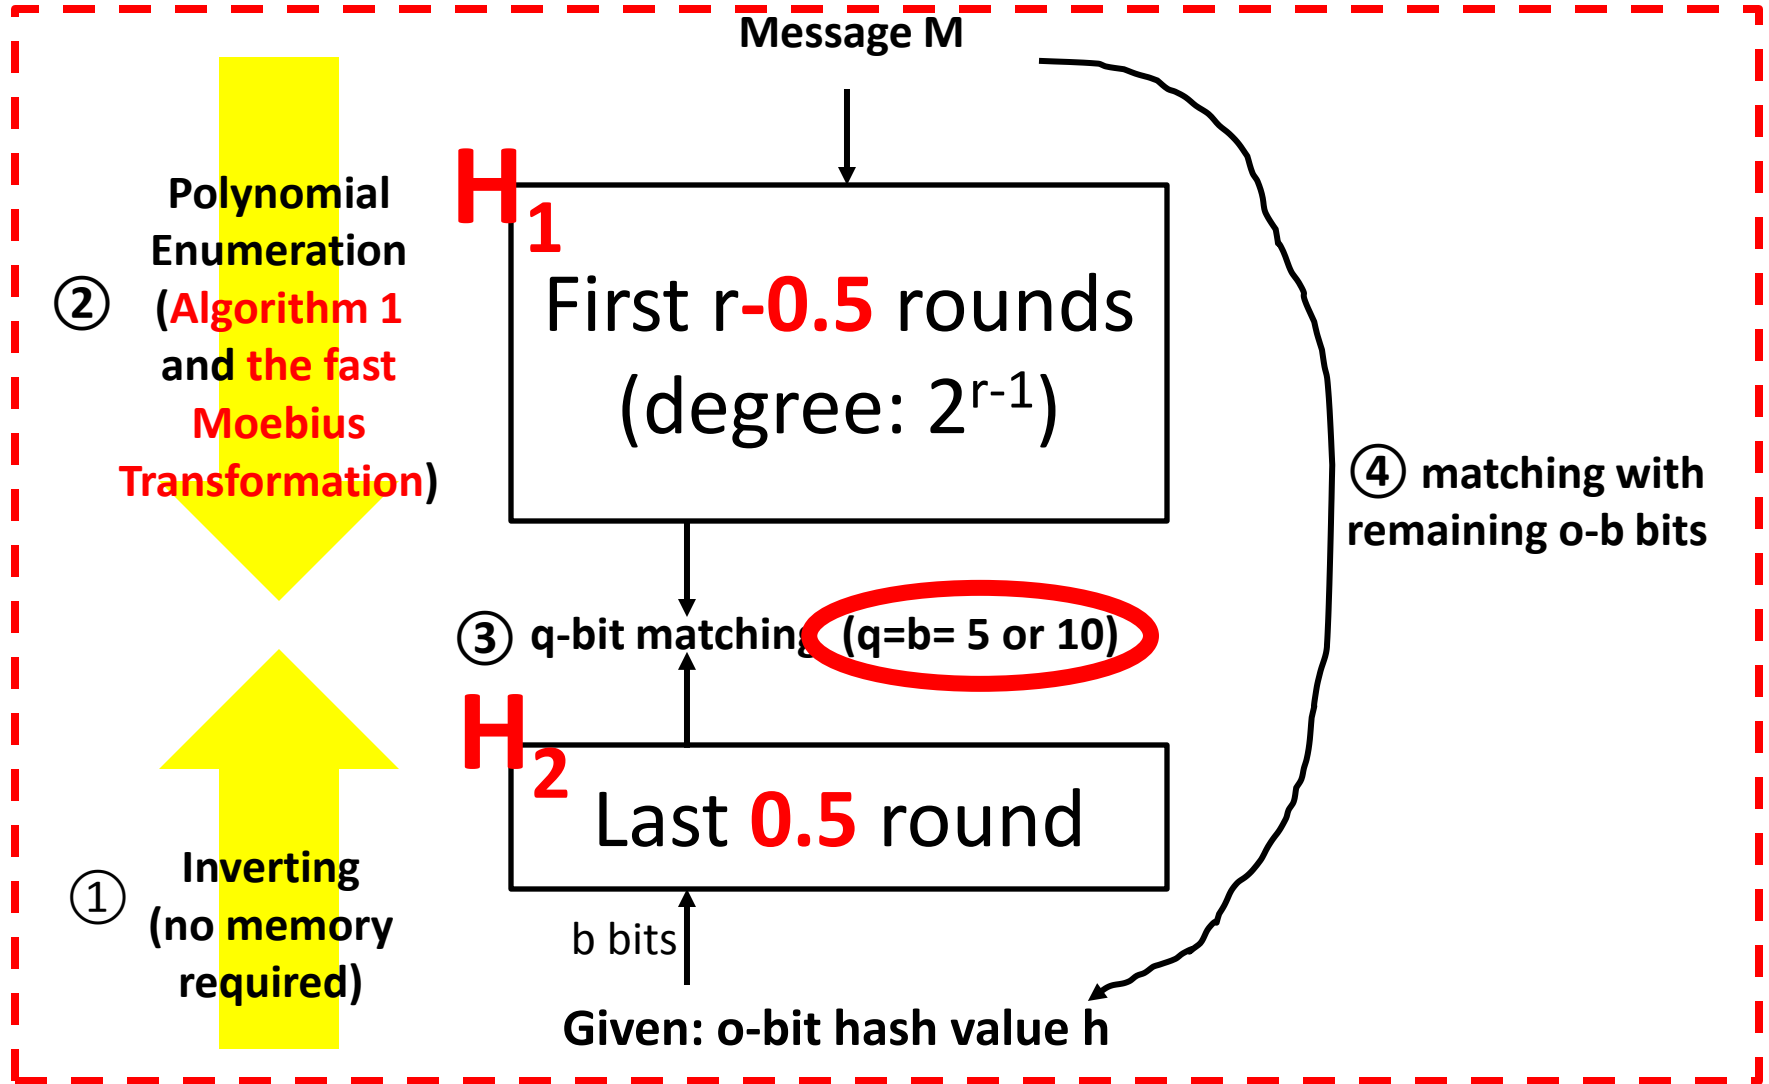 Message M
H1
First r-0.5 rounds
(degree: 2^{r-1})
② Polynomial
Enumeration
(Algorithm 1
and the fast
Moebius
Transformation)
④ matching with
remaining o-b bits
③ q-bit matching (q=b= 5 or 10)
H2
Last 0.5 round
① Inverting
(no memory
required)
b bits
Given: o-bit hash value h